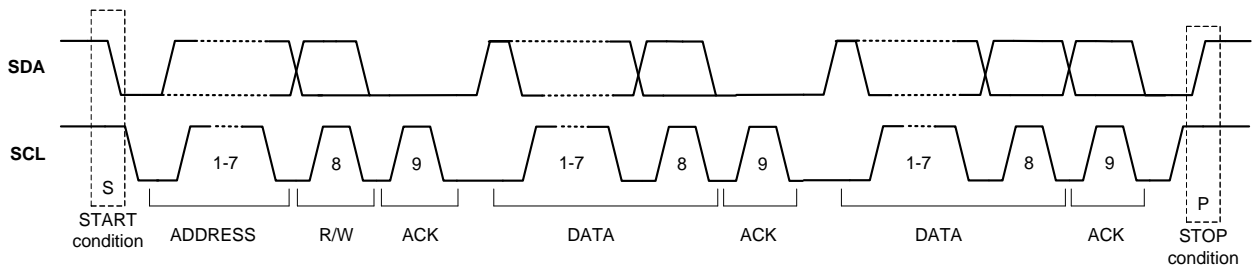 SDA
SCL
1-7
8
9
1-7
8
9
1-7
8
9
S
P
START
condition
ADDRESS
R/W
ACK
DATA
ACK
DATA
ACK
STOP
condition